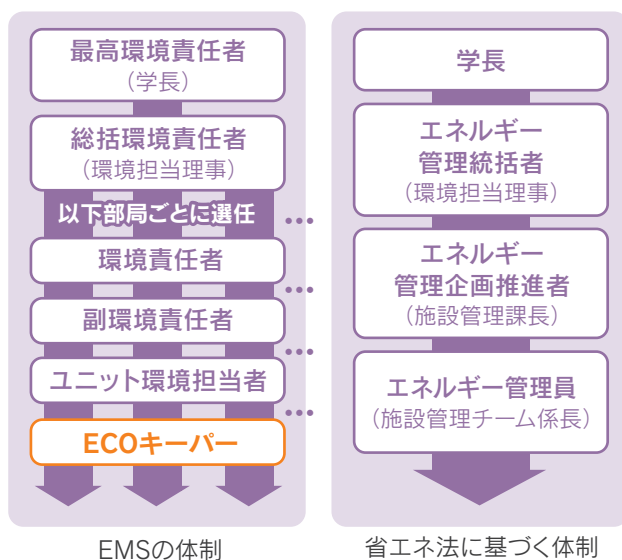 最高環境責任者
（学長）
総括環境責任者
（環境担当理事）
以下部局ごとに選任
環境責任者
副環境責任者
ユニット環境担当者
ECOキーパー
EMSの体制
学長
エネルギー
管理統括者
（環境担当理事）
エネルギー
管理企画推進者
（施設管理課長）
エネルギー管理員
（施設管理チーム係長）
省エネ法に基づく体制